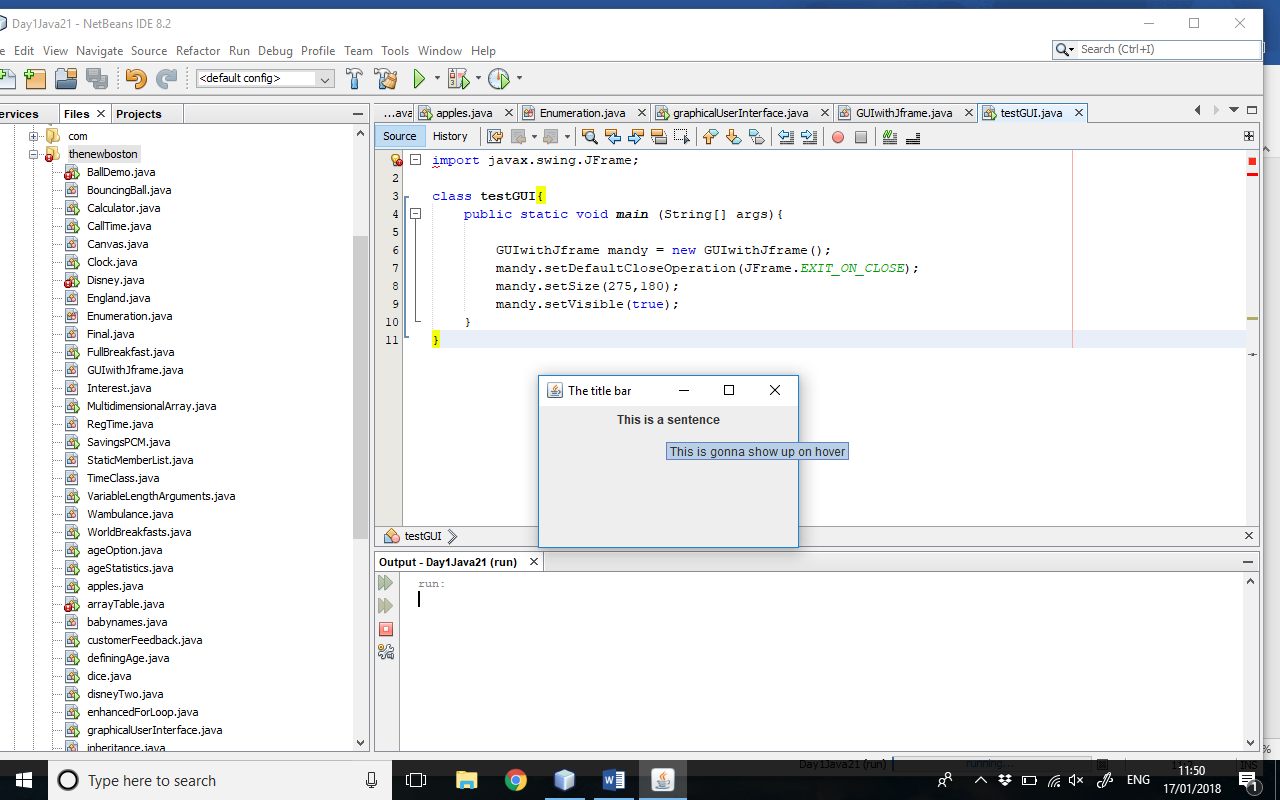 Day1Java21 - NetBeans IDE 8.2
Edit View Navigate Source Refactor Run Debug Profile Team Tools Window Help
Search (Ctrl+I)
<default config>
ervices Files Projects
...ava apples.java Enumeration.java graphicalUserInterface.java GUIwithJframe.java testGUI.java
Source History
com
thenewboston
BallDemo.java
BouncingBall.java
Calculator.java
CallTime.java
Canvas.java
Clock.java
Disney.java
England.java
Enumeration.java
Final.java
FullBreakfast.java
GUIwithJframe.java
Interest.java
MultidimensionalArray.java
RegTime.java
SavingsPCM.java
StaticMemberList.java
TimeClass.java
VariableLengthArguments.java
Wambulance.java
WorldBreakfasts.java
ageOption.java
ageStatistics.java
apples.java
arrayTable.java
babynames.java
customerFeedback.java
definingAge.java
dice.java
disneyTwo.java
enhancedForLoop.java
graphicalUserInterface.java
inheritance.java
import javax.swing.JFrame;
2
3 class testGUI{
4 public static void main (String[] args){
5
6 GUIwithJframe mandy = new GUIwithJframe();
7 mandy.setDefaultCloseOperation(JFrame.EXIT_ON_CLOSE);
8 mandy.setSize(275,180);
9 mandy.setVisible(true);
10 }
11 }
The title bar
This is a sentence
This is gonna show up on hover
testGUI
Output - Day1Java21 (run)
run:
Day1Java21 (run) running...
INS
%
Type here to search
ENG
11:50
17/01/2018
1